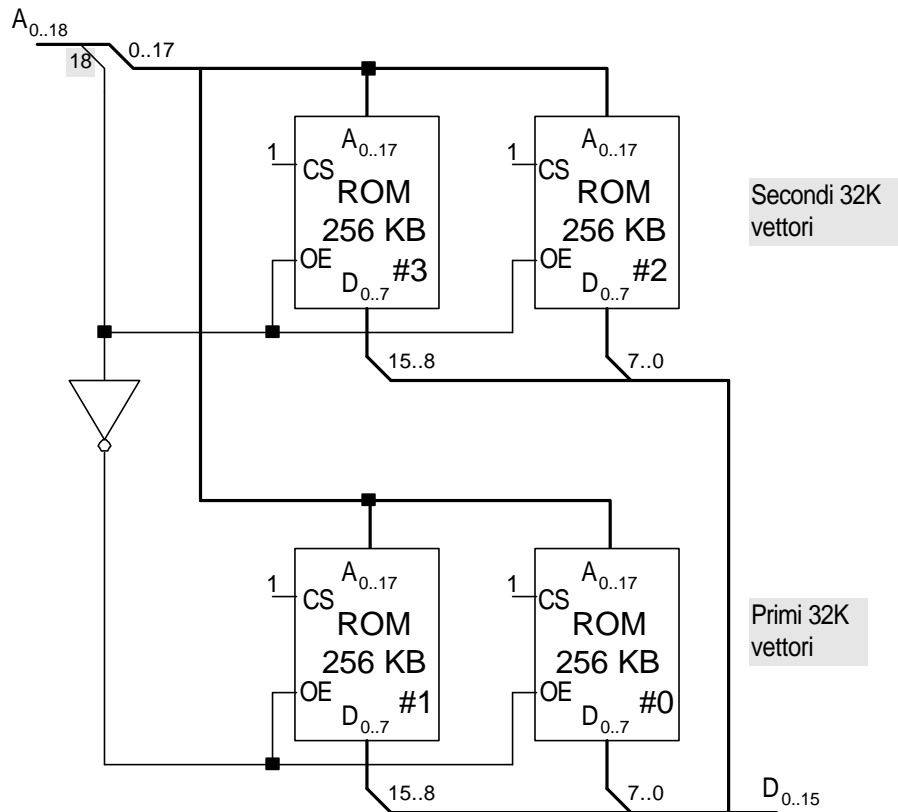 A0..18
18
0..17
A0..17
1
CS
ROM
256 KB
OE
#3
D0..7
A0..17
1
CS
ROM
256 KB
OE
#2
D0..7
Secondi 32K
vettori
15..8
7..0
A0..17
1
CS
ROM
256 KB
OE
#1
D0..7
A0..17
1
CS
ROM
256 KB
OE
#0
D0..7
Primi 32K
vettori
15..8
7..0
D0..15